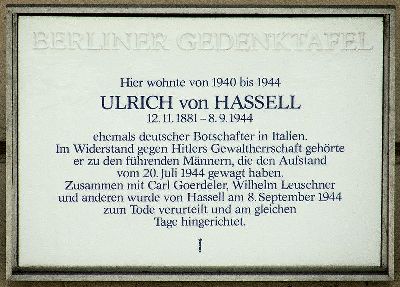 BERLINER GEDENKTAFEL
Hier wohnte von 1940 bis 1944
ULRICH von HASSELL
12.11.1881 – 8.9.1944
ehemals deutscher Botschafter in Italien.
Im Widerstand gegen Hitlers Gewaltherrschaft gehörte
er zu den führenden Männern, die den Aufstand
vom 20. Juli 1944 gewagt haben.
Zusammen mit Carl Goerdeler, Wilhelm Leuschner
und anderen wurde von Hassell am 8. September 1944
zum Tode verurteilt und am gleichen
Tage hingerichtet.